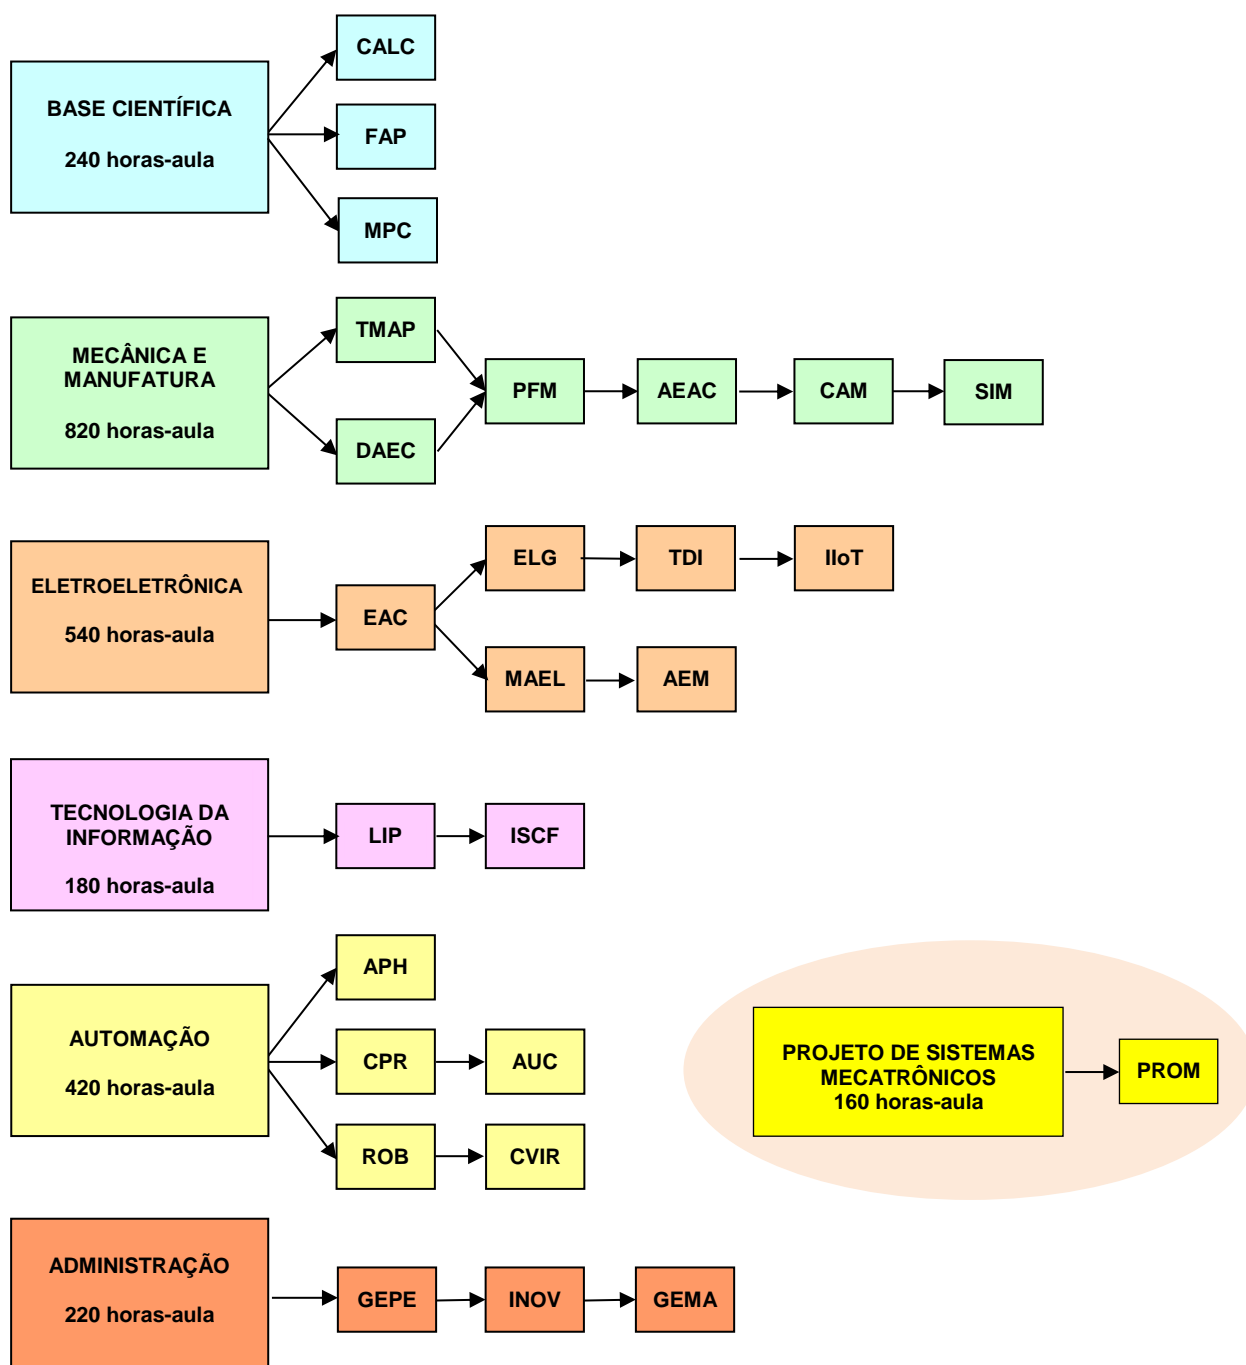 BASE CIENTÍFICA
240 horas-aula
CALC
FAP
MPC
MECÂNICA E
MANUFATURA
820 horas-aula
TMAP
DAEC
PFM
AEAC
CAM
SIM
ELETROELETRÔNICA
540 horas-aula
EAC
ELG
TDI
IIoT
MAEL
AEM
TECNOLOGIA DA
INFORMAÇÃO
180 horas-aula
LIP
ISCF
AUTOMAÇÃO
420 horas-aula
APH
CPR
AUC
ROB
CVIR
PROJETO DE SISTEMAS
MECATRÔNICOS
160 horas-aula
PROM
ADMINISTRAÇÃO
220 horas-aula
GEPE
INOV
GEMA